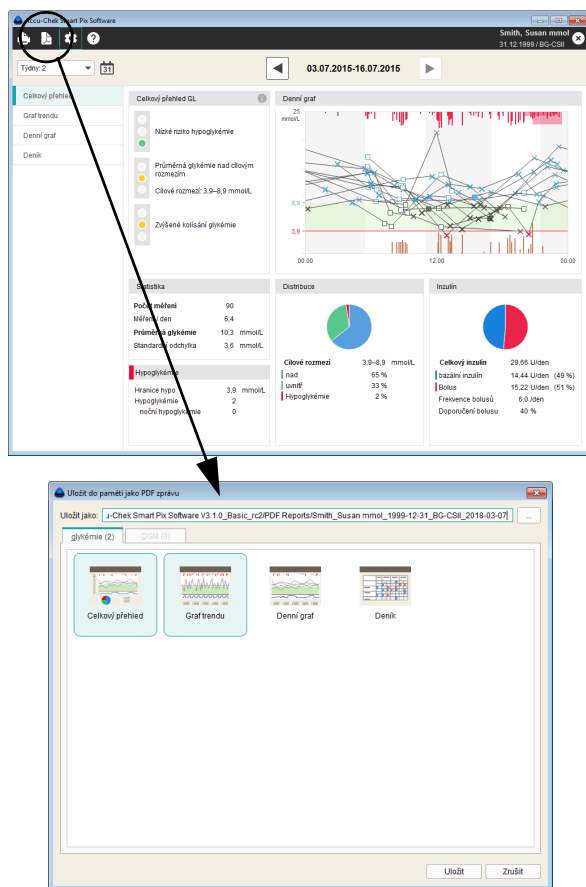 Accu-Chek Smart Pix Software
Smith, Susan mmol
31.12.1999 / BG-CSII
Týdny: 2
31
03.07.2015-16.07.2015
Celkový přehled
Graf trendu
Denní graf
Deník
Celkový přehled GL
Nízké riziko hypoglykémie
Průměrná glykémie nad cílovým
rozmezím
Cílové rozmezí: 3,9–8,9 mmol/L
Zvýšené kolísání glykémie
Denní graf
25
mmol/L
8,9
3,9
00:00 12:00 00:00
Statistika
Počet měření 90
Měření / den 6,4
Průměrná glykémie 10,3 mmol/L
Standardní odchylka 3,6 mmol/L
Hypoglykémie
Hranice hypo 3,9 mmol/L
Hypoglykémie 2
noční hypoglykémie 0
Distribuce
Cílové rozmezí 3,9–8,9 mmol/L
nad 65 %
uvnitř 33 %
Hypoglykémie 2 %
Inzulín
Celkový inzulín 29,66 U/den
bazální inzulín 14,44 U/den (49 %)
Bolus 15,22 U/den (51 %)
Frekvence bolusů 6,0 /den
Doporučení bolusu 40 %
Uložit do paměti jako PDF zprávu
Uložit jako: u-Chek Smart Pix Software V3.1.0_Basic_rc2/PDF Reports/Smith_Susan mmol_1999-12-31_BG-CSII_2018-03-07 ...
glykémie (2) CGM (0)
Celkový přehled Graf trendu Denní graf Deník
Uložit Zrušit